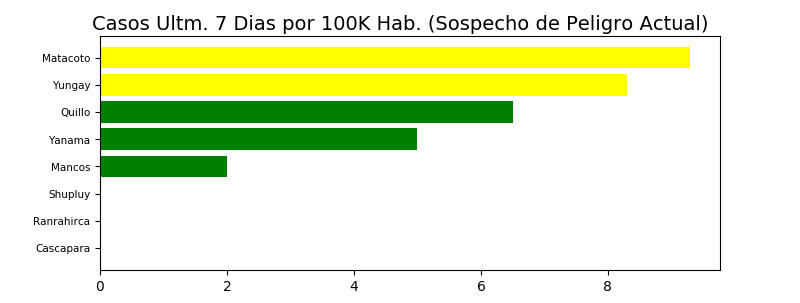 Casos Ultm. 7 Dias por 100K Hab. (Sospecho de Peligro Actual)
Matacoto
Yungay
Quillo
Yanama
Mancos
Shupluy
Ranrahirca
Cascapara
0 2 4 6 8